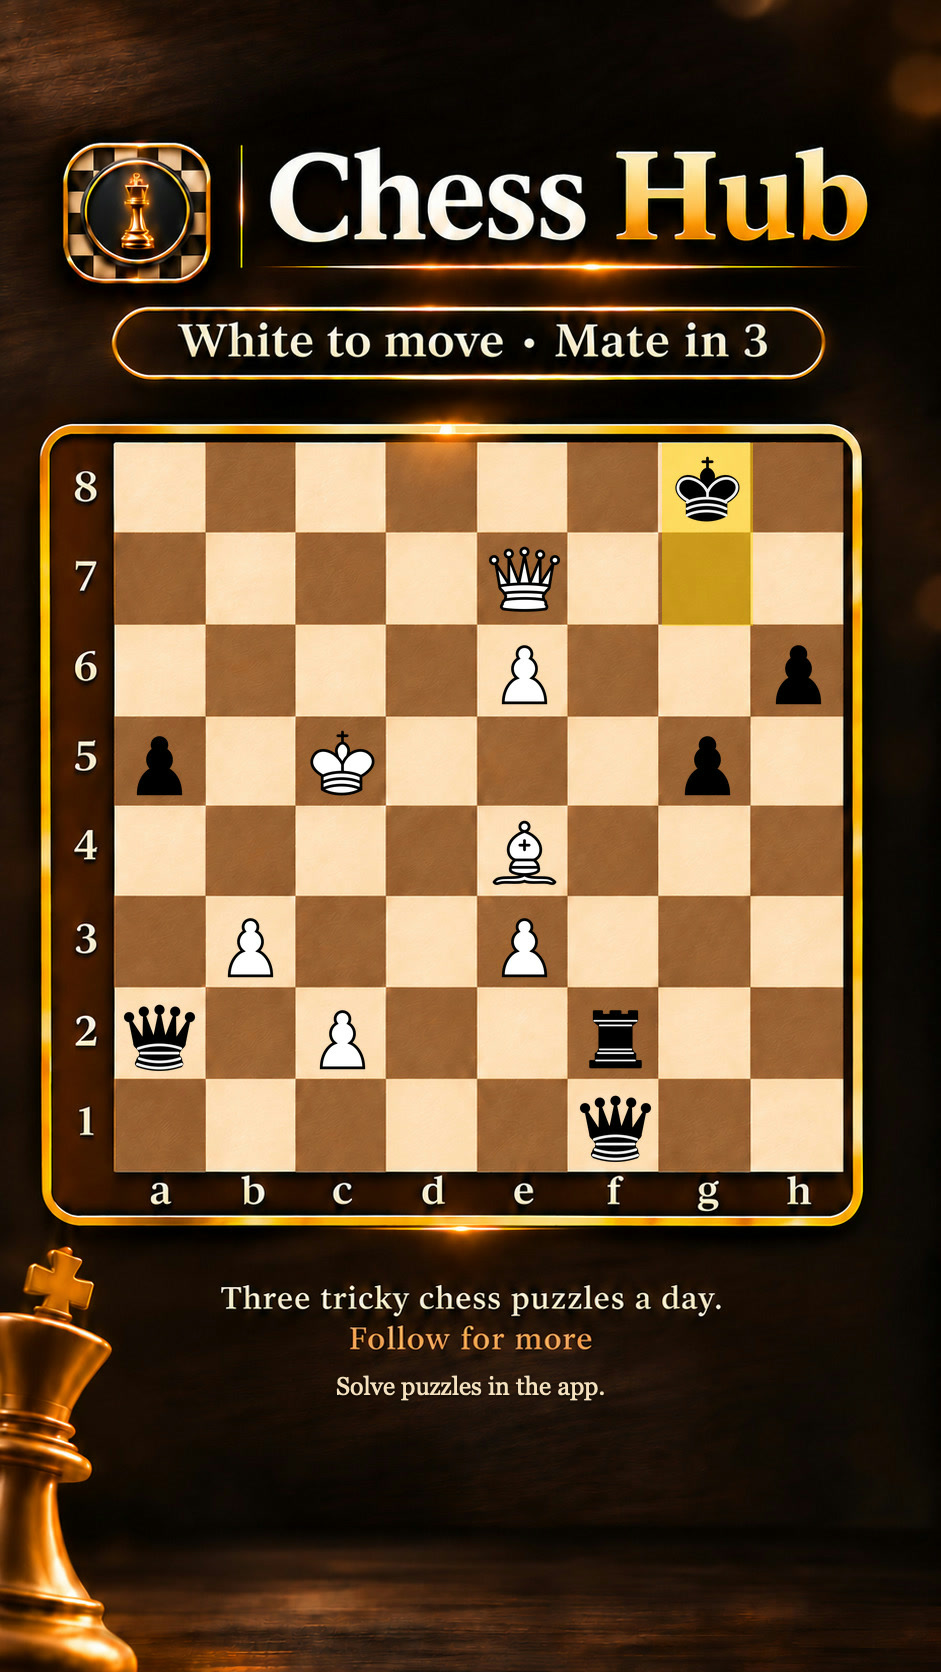 Chess Hub
White to move • Mate in 3
8
7
6
5
4
3
2
1
a b c d e f g h
Three tricky chess puzzles a day.
Follow for more
Solve puzzles in the app.